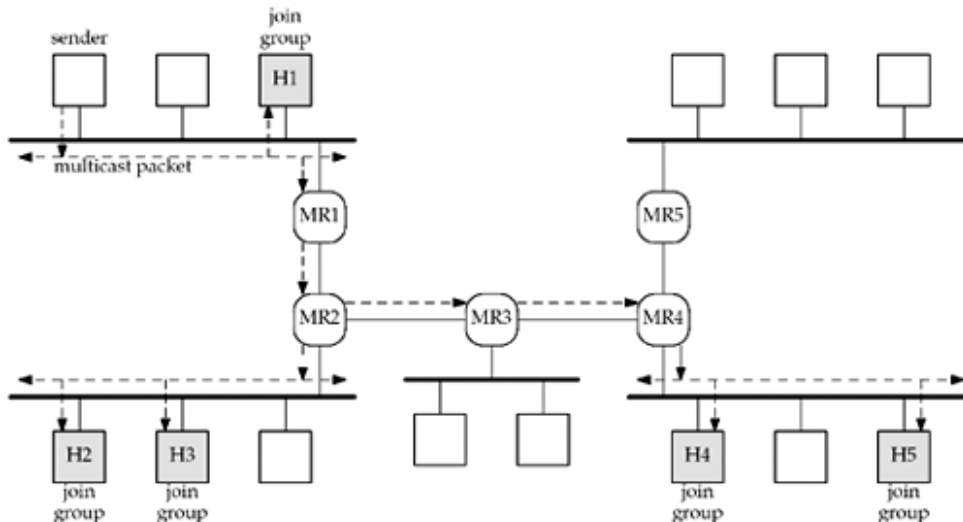 sender
join
group
H1
multicast packet
MR1
MR5
MR2
MR3
MR4
H2
H3
H4
H5
join
group
join
group
join
group
join
group